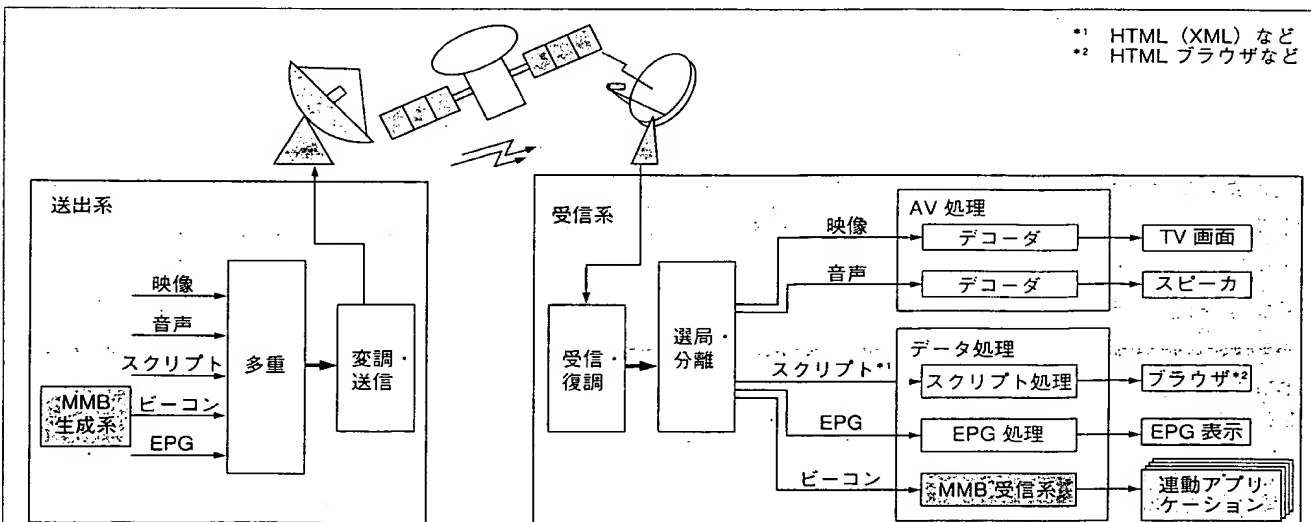 *1 HTML（XML）など
*2 HTML ブラウザなど
送出系
映像
音声
スクリプト
MMB
生成系
ビーコン
EPG
多重
変調・
送信
受信系
受信・
復調
選局・
分離
映像
音声
スクリプト*1
EPG
ビーコン
AV 処理
デコーダ
TV 画面
デコーダ
スピーカ
データ処理
スクリプト処理
ブラウザ*2
EPG 処理
EPG 表示
MMB 受信系
連動アプリ
ケーション